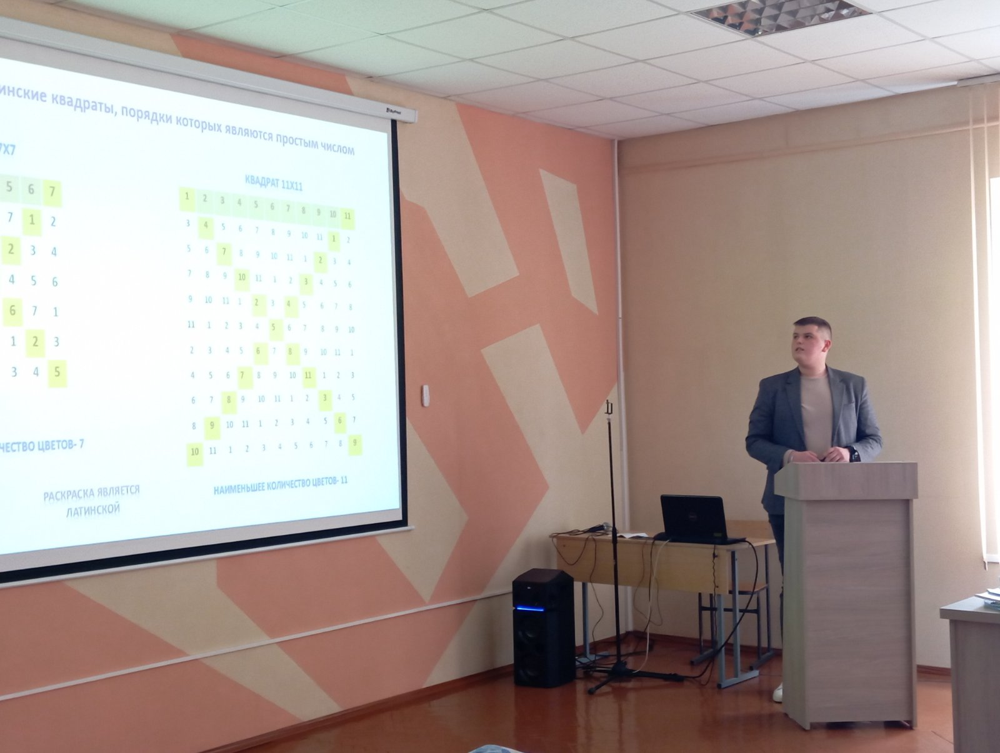 инские квадраты, порядки которых являются простым числом
7Х7
КВАДРАТ 11Х11
5 6 7
7 1 2
2 3 4
4 5 6
6 7 1
1 2 3
3 4 5
1 2 3 4 5 6 7 8 9 10 11
3 4 5 6 7 8 9 10 11 1 2
5 6 7 8 9 10 11 1 2 3 4
7 8 9 10 11 1 2 3 4 5 6
9 10 11 1 2 3 4 5 6 7 8
11 1 2 3 4 5 6 7 8 9 10
2 3 4 5 6 7 8 9 10 11 1
4 5 6 7 8 9 10 11 1 2 3
6 7 8 9 10 11 1 2 3 4 5
8 9 10 11 1 2 3 4 5 6 7
10 11 1 2 3 4 5 6 7 8 9
ЧЕСТВО ЦВЕТОВ- 7
НАИМЕНЬШЕЕ КОЛИЧЕСТВО ЦВЕТОВ- 11
РАСКРАСКА ЯВЛЯЕТСЯ
ЛАТИНСКОЙ